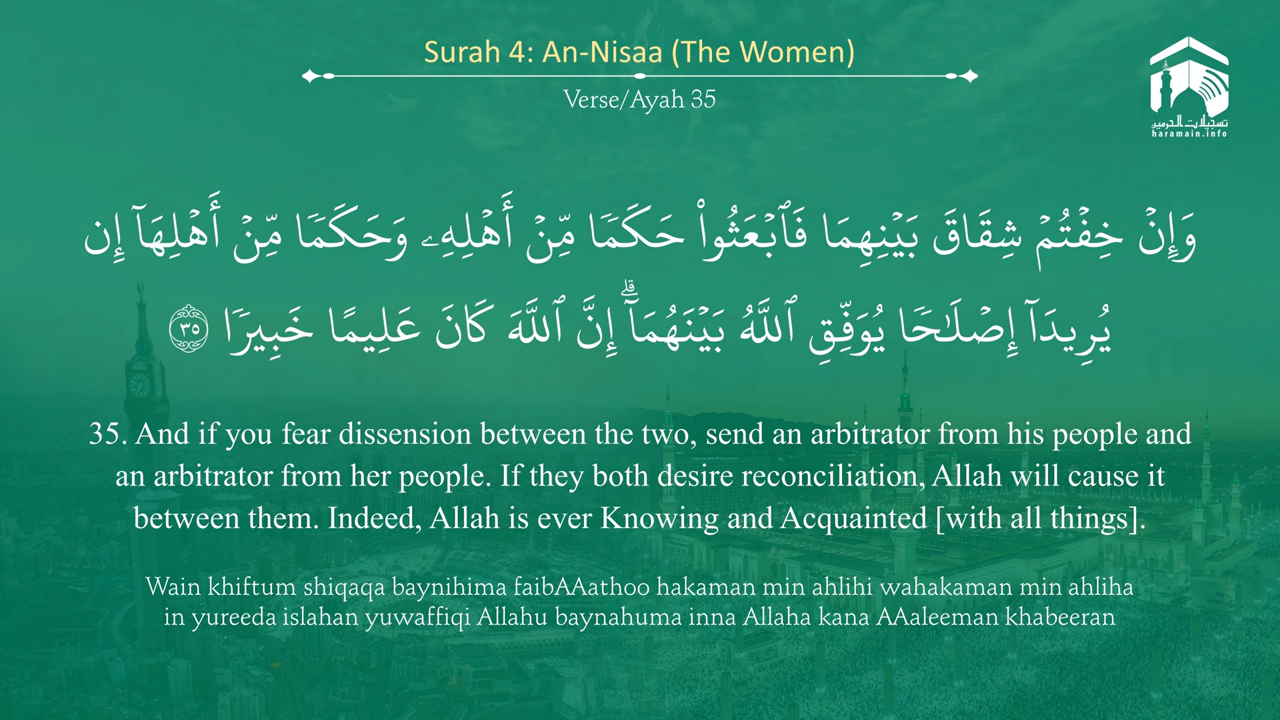 Surah 4: An-Nisaa (The Women)
Verse/Ayah 35
تسجيلات الحرمين
haramain.info
وَإِنۡ خِفۡتُمۡ شِقَاقَ بَيۡنِهِمَا فَٱبۡعَثُواْ حَكَمٗا مِّنۡ أَهۡلِهِۦ وَحَكَمٗا مِّنۡ أَهۡلِهَآ إِن
يُرِيدَآ إِصۡلَٰحٗا يُوَفِّقِ ٱللَّهُ بَيۡنَهُمَآۗ إِنَّ ٱللَّهَ كَانَ عَلِيمًا خَبِيرٗا ٣٥
35. And if you fear dissension between the two, send an arbitrator from his people and
an arbitrator from her people. If they both desire reconciliation, Allah will cause it
between them. Indeed, Allah is ever Knowing and Acquainted [with all things].
Wain khiftum shiqaqa baynihima faibAAathoo hakaman min ahlihi wahakaman min ahliha
in yureeda islahan yuwaffiqi Allahu baynahuma inna Allaha kana AAaleeman khabeeran